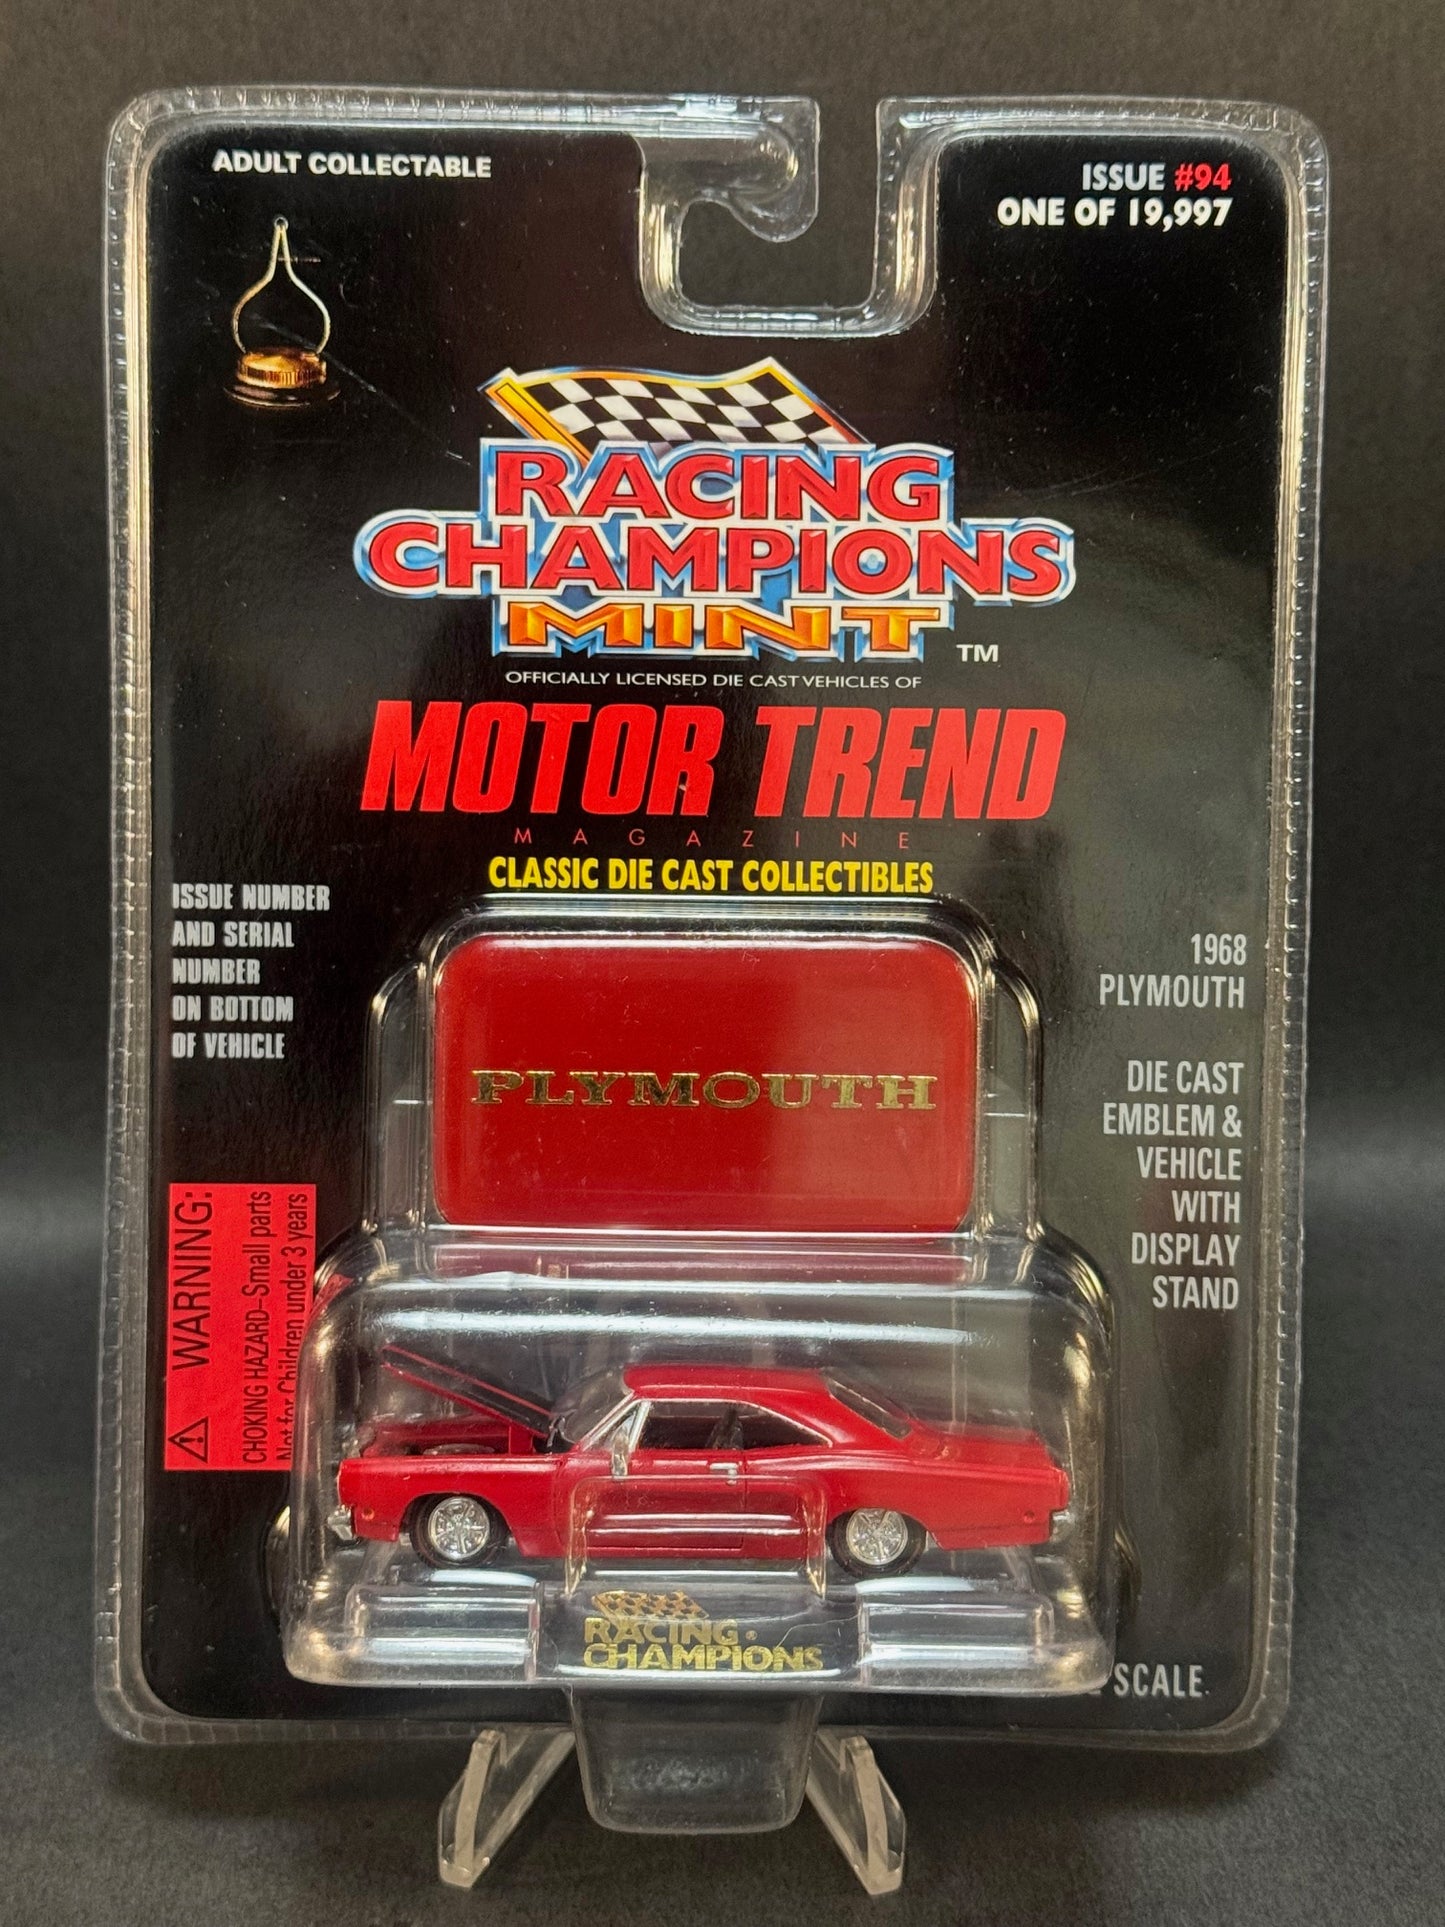 ADULT COLLECTABLE
ISSUE #94
ONE OF 19,997
RACING
CHAMPIONS
MINT TM
OFFICIALLY LICENSED DIE CAST VEHICLES OF
MOTOR TREND
MAGAZINE
CLASSIC DIE CAST COLLECTIBLES
ISSUE NUMBER
AND SERIAL
NUMBER
ON BOTTOM
OF VEHICLE
1968
PLYMOUTH
DIE CAST
EMBLEM &
VEHICLE
WITH
DISPLAY
STAND
PLYMOUTH
WARNING:
CHOKING HAZARD-Small parts
Not for Children under 3 years
RACING®
CHAMPIONS
SCALE.